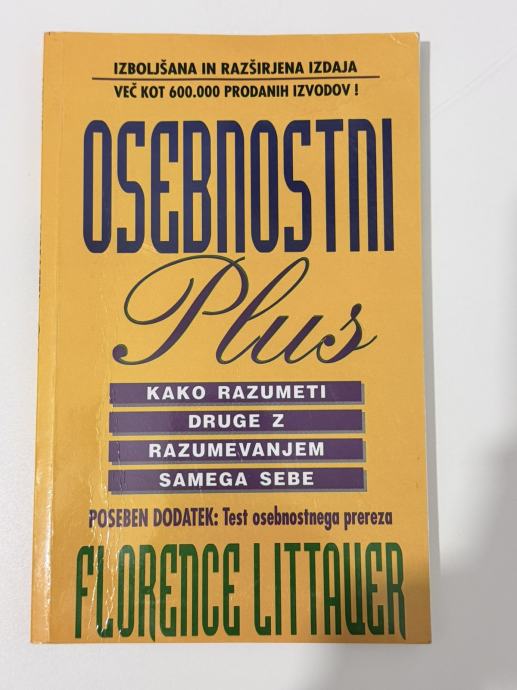 IZBOLJŠANA IN RAZŠIRJENA IZDAJA
VEČ KOT 600.000 PRODANIH IZVODOV !
OSEBNOSTNI
Plus
KAKO RAZUMETI
DRUGE Z
RAZUMEVANJEM
SAMEGA SEBE
POSEBEN DODATEK: Test osebnostnega prereza
FLORENCE LITTAUER